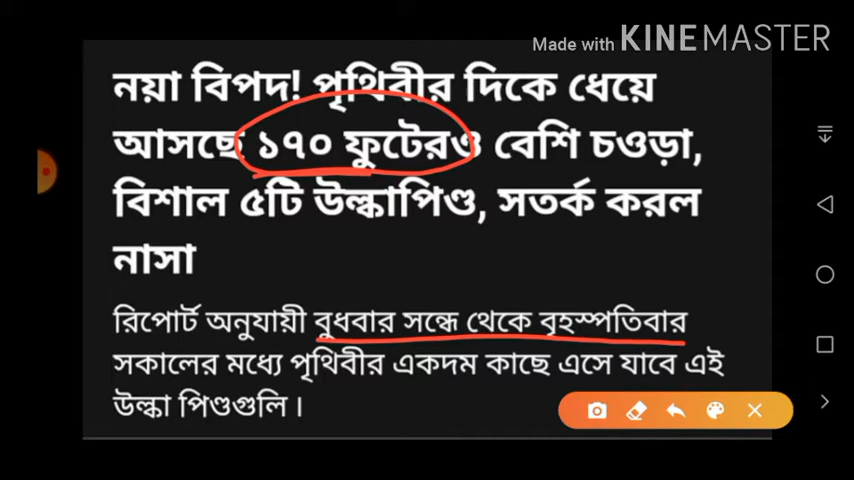 Made with KINEMASTER
নয়া বিপদ! পৃথিবীর দিকে ধেয়ে
আসছে ১৭০ ফুটেরও বেশি চওড়া,
বিশাল ৫টি উল্কাপিণ্ড, সতর্ক করল
নাসা
রিপোর্ট অনুযায়ী বুধবার সন্ধে থেকে বৃহস্পতিবার
সকালের মধ্যে পৃথিবীর একদম কাছে এসে যাবে এই
উল্কা পিণ্ডগুলি।